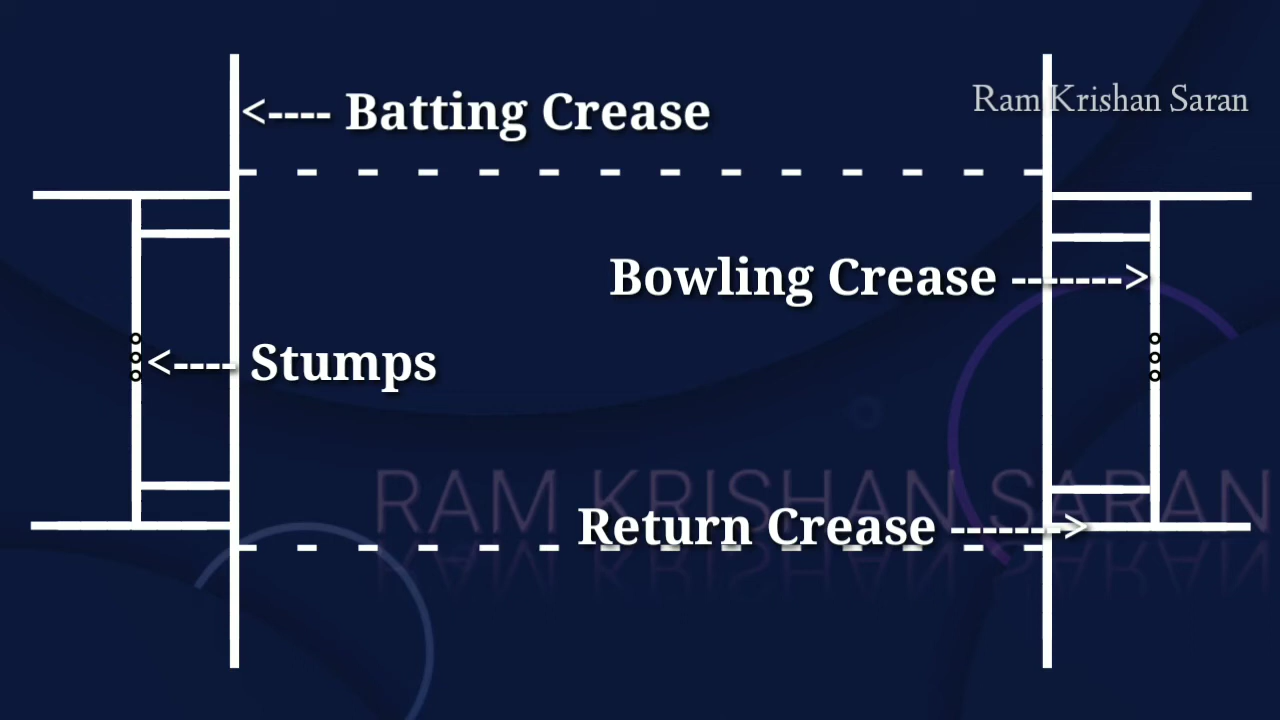 <---- Batting Crease
Ram Krishan Saran
Bowling Crease ------->
<---- Stumps
RAM KRISHAN SARAN
Return Crease ------->